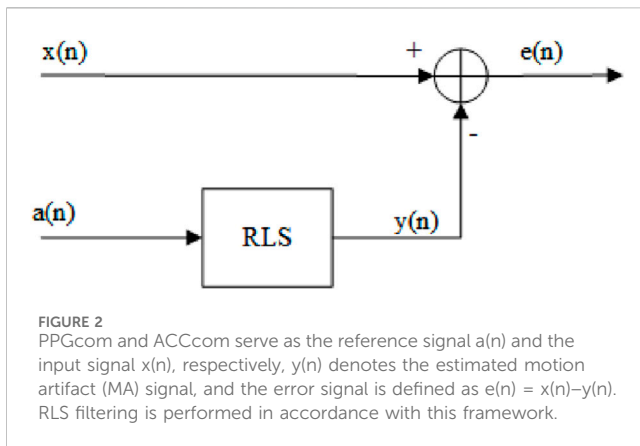 x(n)
+
e(n)
-
a(n)
RLS
y(n)
FIGURE 2
PPGcom and ACCcom serve as the reference signal a(n) and the
input signal x(n), respectively, y(n) denotes the estimated motion
artifact (MA) signal, and the error signal is defined as e(n) = x(n)–y(n).
RLS filtering is performed in accordance with this framework.